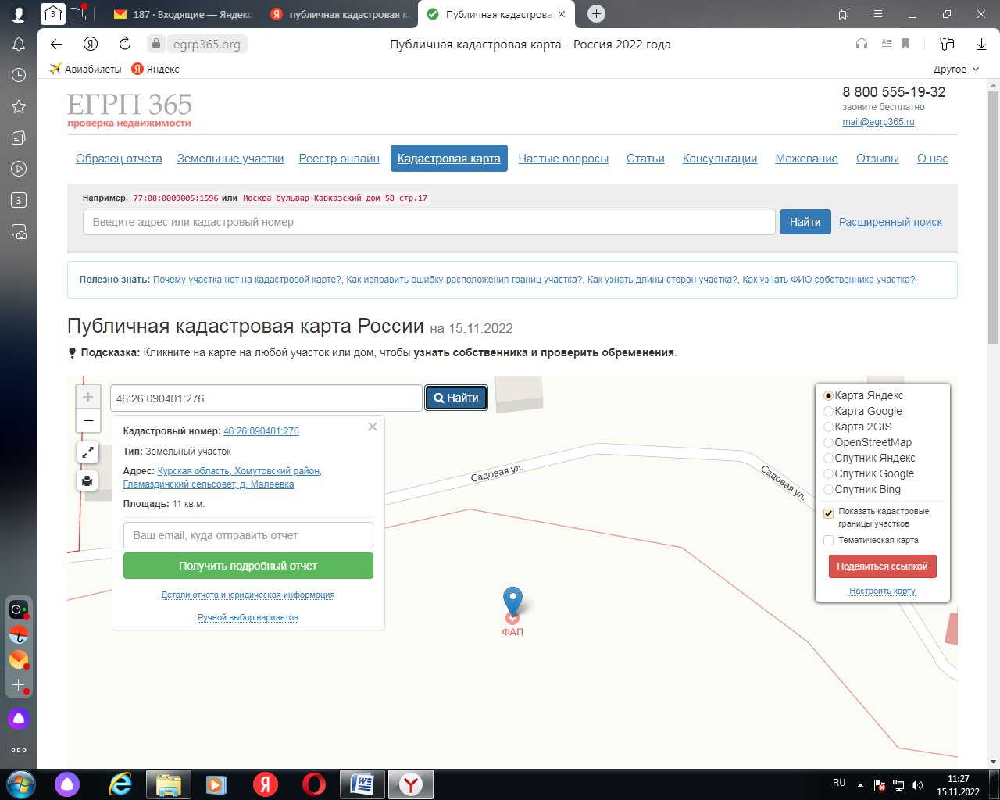 3
187 · Входящие — Яндекс
публичная кадастровая ка
Публичная кадастрова
egrp365.org
Публичная кадастровая карта - Россия 2022 года
Авиабилеты
Яндекс
Другое
ЕГРП 365
проверка недвижимости
8 800 555-19-32
звоните бесплатно
mail@egrp365.ru
Образец отчёта Земельные участки Реестр онлайн Кадастровая карта Частые вопросы Статьи Консультации Межевание Отзывы О нас
Например, 77:08:0009005:1596 или Москва бульвар Кавказский дом 58 стр.17
Введите адрес или кадастровый номер
Найти
Расширенный поиск
3
Полезно знать: Почему участка нет на кадастровой карте?, Как исправить ошибку расположения границ участка?, Как узнать длины сторон участка?, Как узнать ФИО собственника участка?
Публичная кадастровая карта России на 15.11.2022
Подсказка: Кликните на карте на любой участок или дом, чтобы узнать собственника и проверить обременения.
46:26:090401:276
Найти
Кадастровый номер: 46:26:090401:276
Тип: Земельный участок
Адрес: Курская область, Хомутовский район,
Гламаздинский сельсовет, д. Малеевка
Площадь: 11 кв.м.
Ваш email, куда отправить отчет
Получить подробный отчет
Детали отчета и юридическая информация
Ручной выбор вариантов
Садовая ул.
Садовая ул.
ФАП
Карта Яндекс
Карта Google
Карта 2GIS
OpenStreetMap
Спутник Яндекс
Спутник Google
Спутник Bing
Показать кадастровые
границы участков
Тематическая карта
Поделиться ссылкой
Настроить карту
RU
11:27
15.11.2022